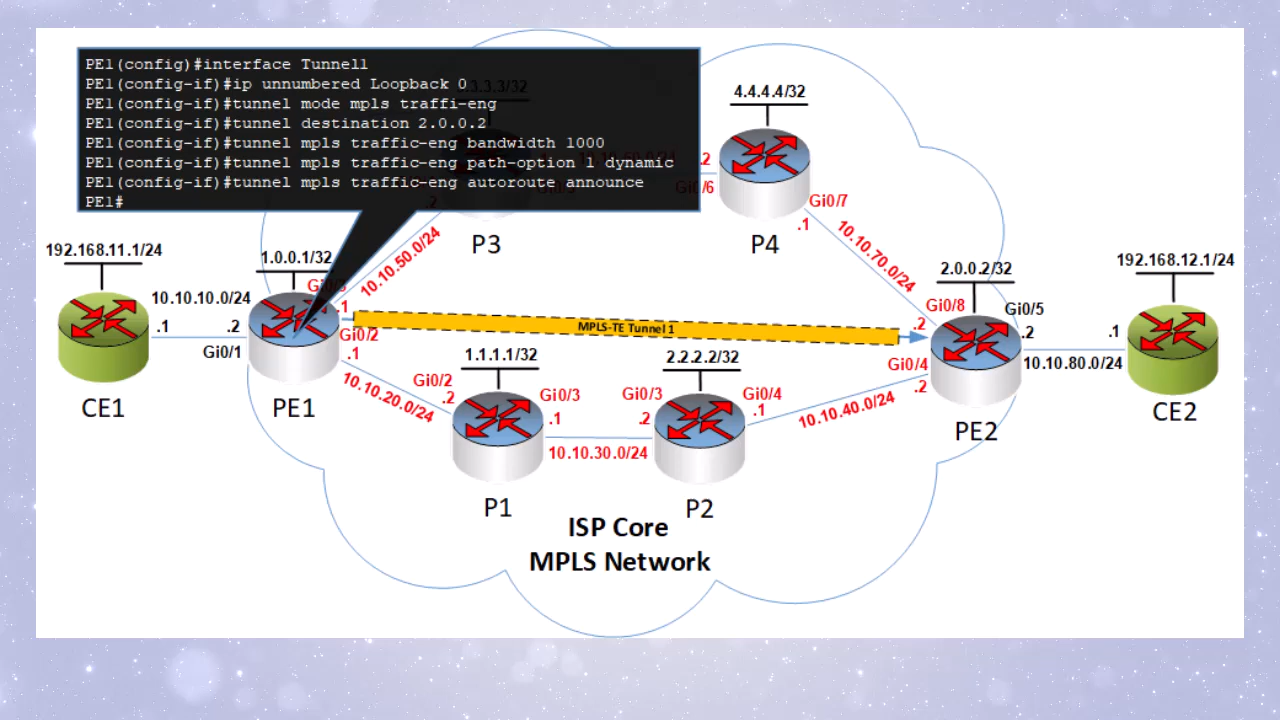 PE1(config)#interface Tunnel1
PE1(config-if)#ip unnumbered Loopback 0
PE1(config-if)#tunnel mode mpls traffi-eng
PE1(config-if)#tunnel destination 2.0.0.2
PE1(config-if)#tunnel mpls traffic-eng bandwidth 1000
PE1(config-if)#tunnel mpls traffic-eng path-option 1 dynamic
PE1(config-if)#tunnel mpls traffic-eng autoroute announce
PE1#
4.4.4.4/32
.2
Gi0/6
Gi0/7
.1
.2
P3
P4
10.10.50.0/24
10.10.70.0/24
192.168.11.1/24
1.0.0.1/32
2.0.0.2/32
192.168.12.1/24
10.10.10.0/24
.1
.2
Gi0/1
.1
Gi0/2
.1
MPLS-TE Tunnel 1
Gi0/8
.2
Gi0/5
.2
.1
10.10.80.0/24
Gi0/4
.2
1.1.1.1/32
2.2.2.2/32
10.10.20.0/24
Gi0/2
.2
Gi0/3
.1
Gi0/3
.2
Gi0/4
.1
10.10.40.0/24
10.10.30.0/24
CE1
PE1
PE2
CE2
P1
P2
ISP Core
MPLS Network